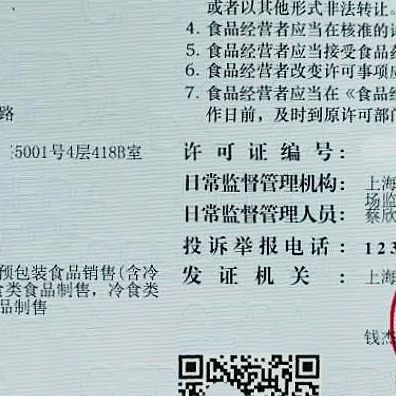 或者以其他形式非法转让。
4. 食品经营者应当在核准的
5. 食品经营者应当接受食品
6. 食品经营者改变许可事项
7. 食品经营者应当在《食品
作日前，及时到原许可部
路
5001号4层418B室
许可证编号：
日常监督管理机构： 上海
场监
日常监督管理人员： 蔡欣
投诉举报电话： 123
预包装食品销售(含冷
食类食品制售，冷食类
品制售
发证机关： 上海
钱杰